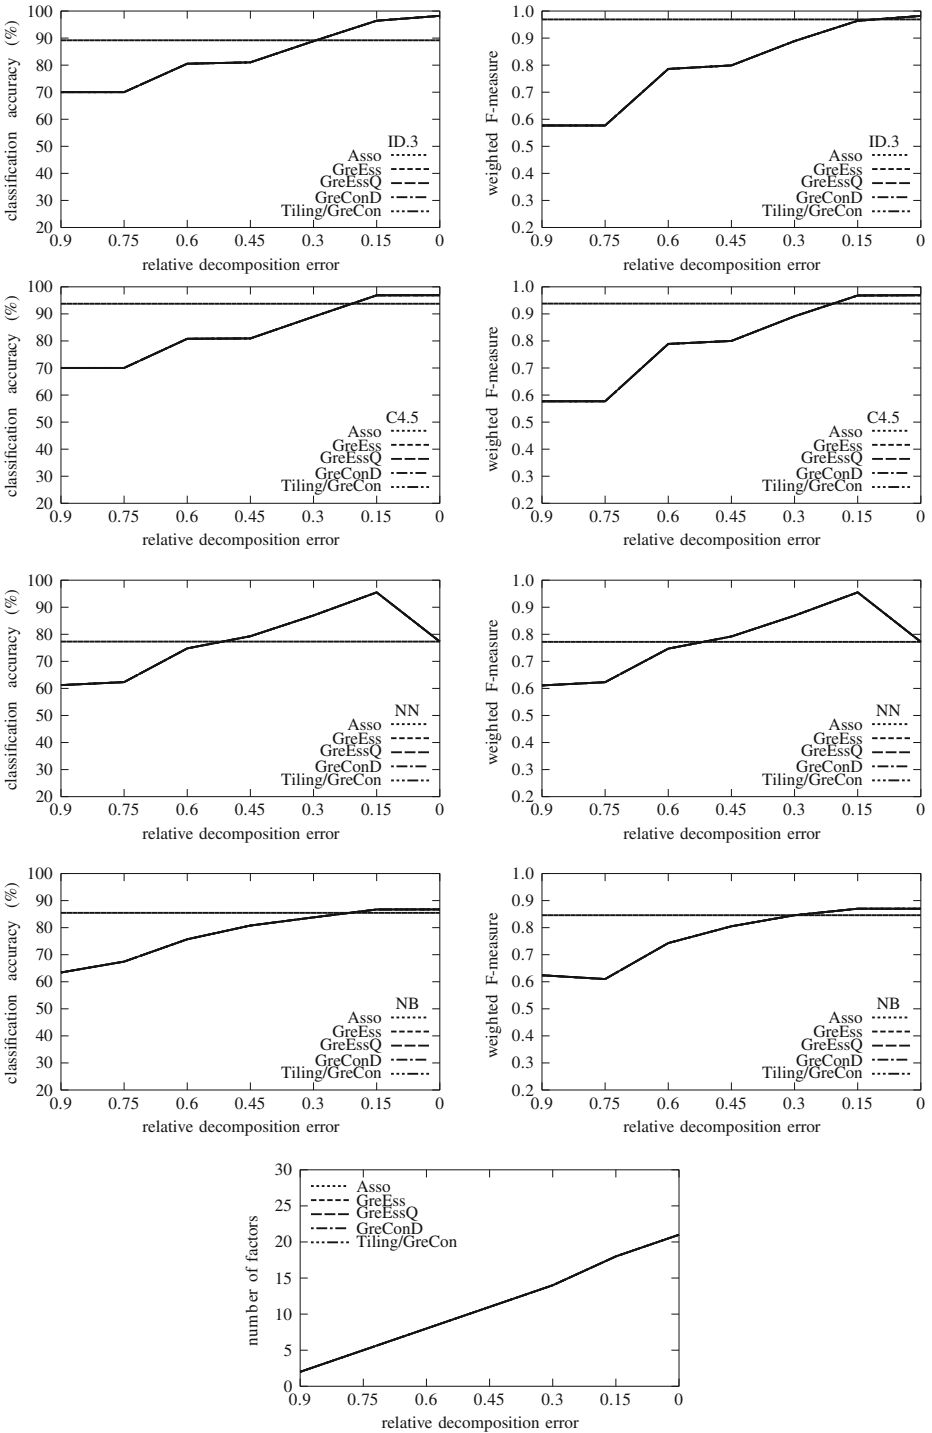 classification accuracy (%)
100
90
80
70
60
50
40
30
20
ID.3
Asso
GreEss
GreEssQ
GreConD
Tiling/GreCon
0.9 0.75 0.6 0.45 0.3 0.15 0
relative decomposition error
weighted F-measure
1.0
0.9
0.8
0.7
0.6
0.5
0.4
0.3
0.2
ID.3
Asso
GreEss
GreEssQ
GreConD
Tiling/GreCon
0.9 0.75 0.6 0.45 0.3 0.15 0
relative decomposition error
classification accuracy (%)
100
90
80
70
60
50
40
30
20
C4.5
Asso
GreEss
GreEssQ
GreConD
Tiling/GreCon
0.9 0.75 0.6 0.45 0.3 0.15 0
relative decomposition error
weighted F-measure
1.0
0.9
0.8
0.7
0.6
0.5
0.4
0.3
0.2
C4.5
Asso
GreEss
GreEssQ
GreConD
Tiling/GreCon
0.9 0.75 0.6 0.45 0.3 0.15 0
relative decomposition error
classification accuracy (%)
100
90
80
70
60
50
40
30
20
NN
Asso
GreEss
GreEssQ
GreConD
Tiling/GreCon
0.9 0.75 0.6 0.45 0.3 0.15 0
relative decomposition error
weighted F-measure
1.0
0.9
0.8
0.7
0.6
0.5
0.4
0.3
0.2
NN
Asso
GreEss
GreEssQ
GreConD
Tiling/GreCon
0.9 0.75 0.6 0.45 0.3 0.15 0
relative decomposition error
classification accuracy (%)
100
90
80
70
60
50
40
30
20
NB
Asso
GreEss
GreEssQ
GreConD
Tiling/GreCon
0.9 0.75 0.6 0.45 0.3 0.15 0
relative decomposition error
weighted F-measure
1.0
0.9
0.8
0.7
0.6
0.5
0.4
0.3
0.2
NB
Asso
GreEss
GreEssQ
GreConD
Tiling/GreCon
0.9 0.75 0.6 0.45 0.3 0.15 0
relative decomposition error
number of factors
30
25
20
15
10
5
0
Asso
GreEss
GreEssQ
GreConD
Tiling/GreCon
0.9 0.75 0.6 0.45 0.3 0.15 0
relative decomposition error